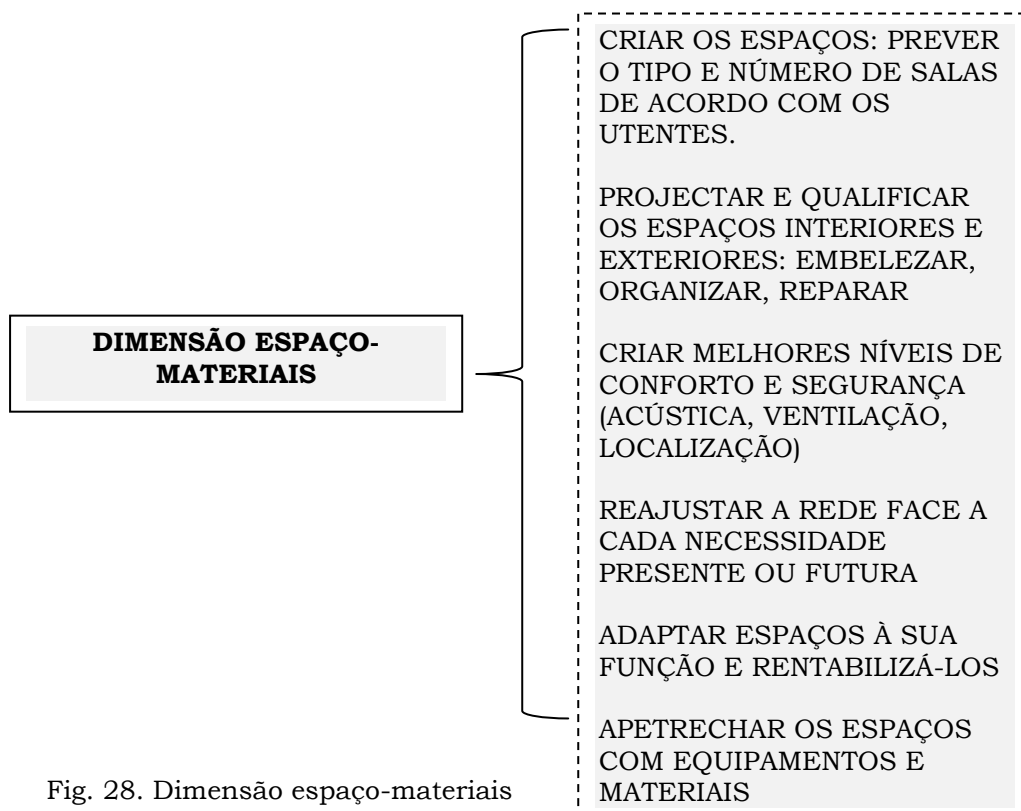 CRIAR OS ESPAÇOS: PREVER
O TIPO E NÚMERO DE SALAS
DE ACORDO COM OS
UTENTES.
PROJECTAR E QUALIFICAR
OS ESPAÇOS INTERIORES E
EXTERIORES: EMBELEZAR,
ORGANIZAR, REPARAR
DIMENSÃO ESPAÇO-
MATERIAIS
CRIAR MELHORES NÍVEIS DE
CONFORTO E SEGURANÇA
(ACÚSTICA, VENTILAÇÃO,
LOCALIZAÇÃO)
REAJUSTAR A REDE FACE A
CADA NECESSIDADE
PRESENTE OU FUTURA
ADAPTAR ESPAÇOS À SUA
FUNÇÃO E RENTABILIZÁ-LOS
APETRECHAR OS ESPAÇOS
COM EQUIPAMENTOS E
MATERIAIS
Fig. 28. Dimensão espaço-materiais